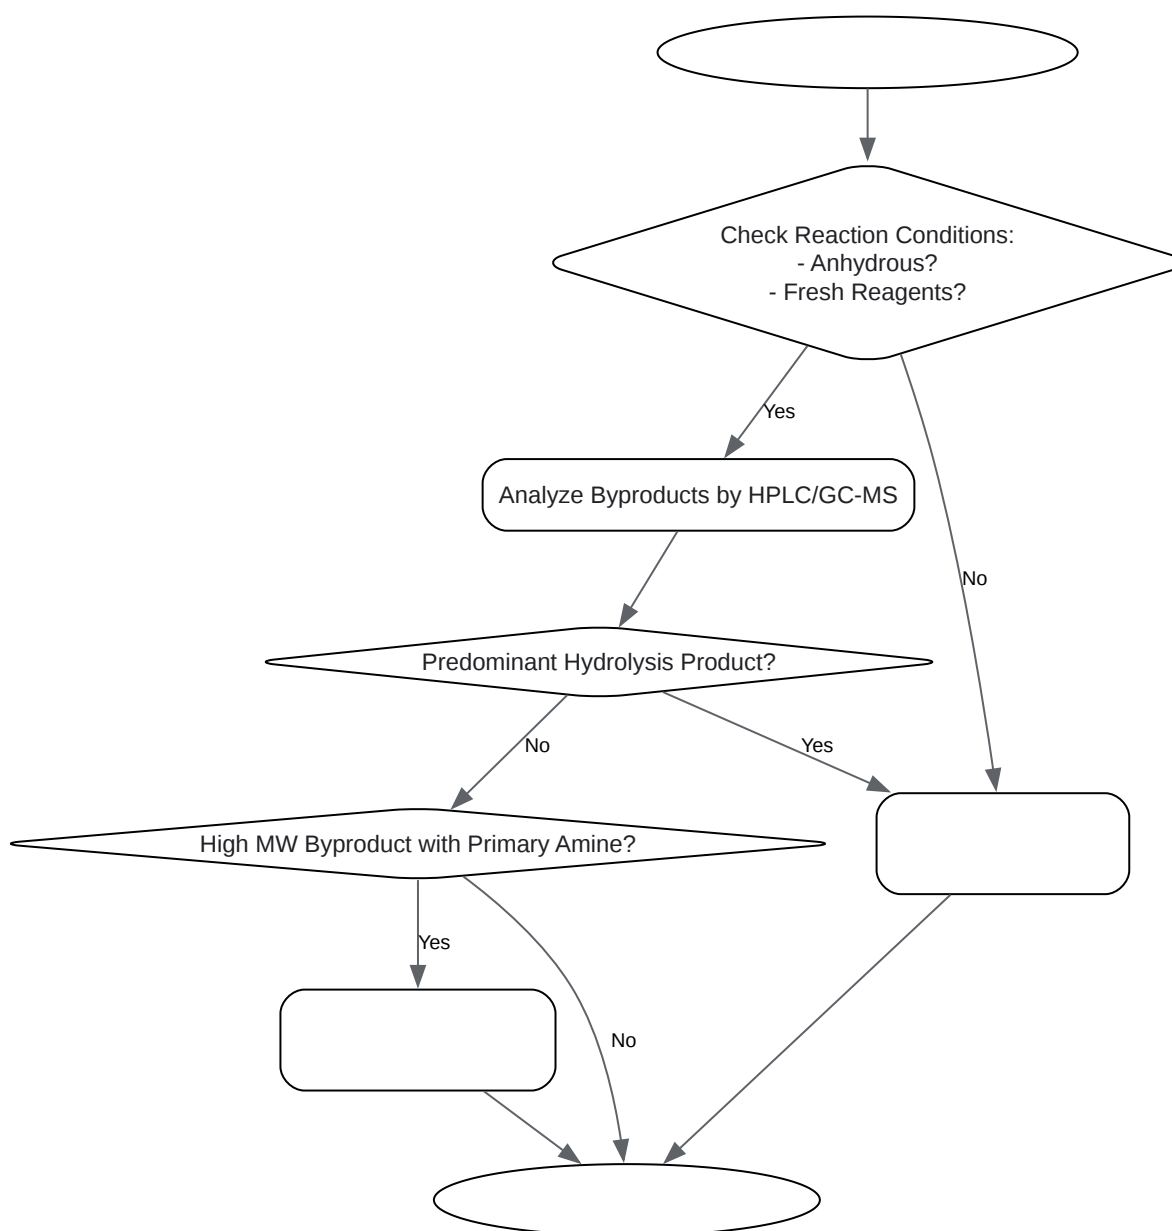 Check Reaction Conditions:
- Anhydrous?
- Fresh Reagents?
Yes
Analyze Byproducts by HPLC/GC-MS
No
Predominant Hydrolysis Product?
No
Yes
High MW Byproduct with Primary Amine?
Yes
No